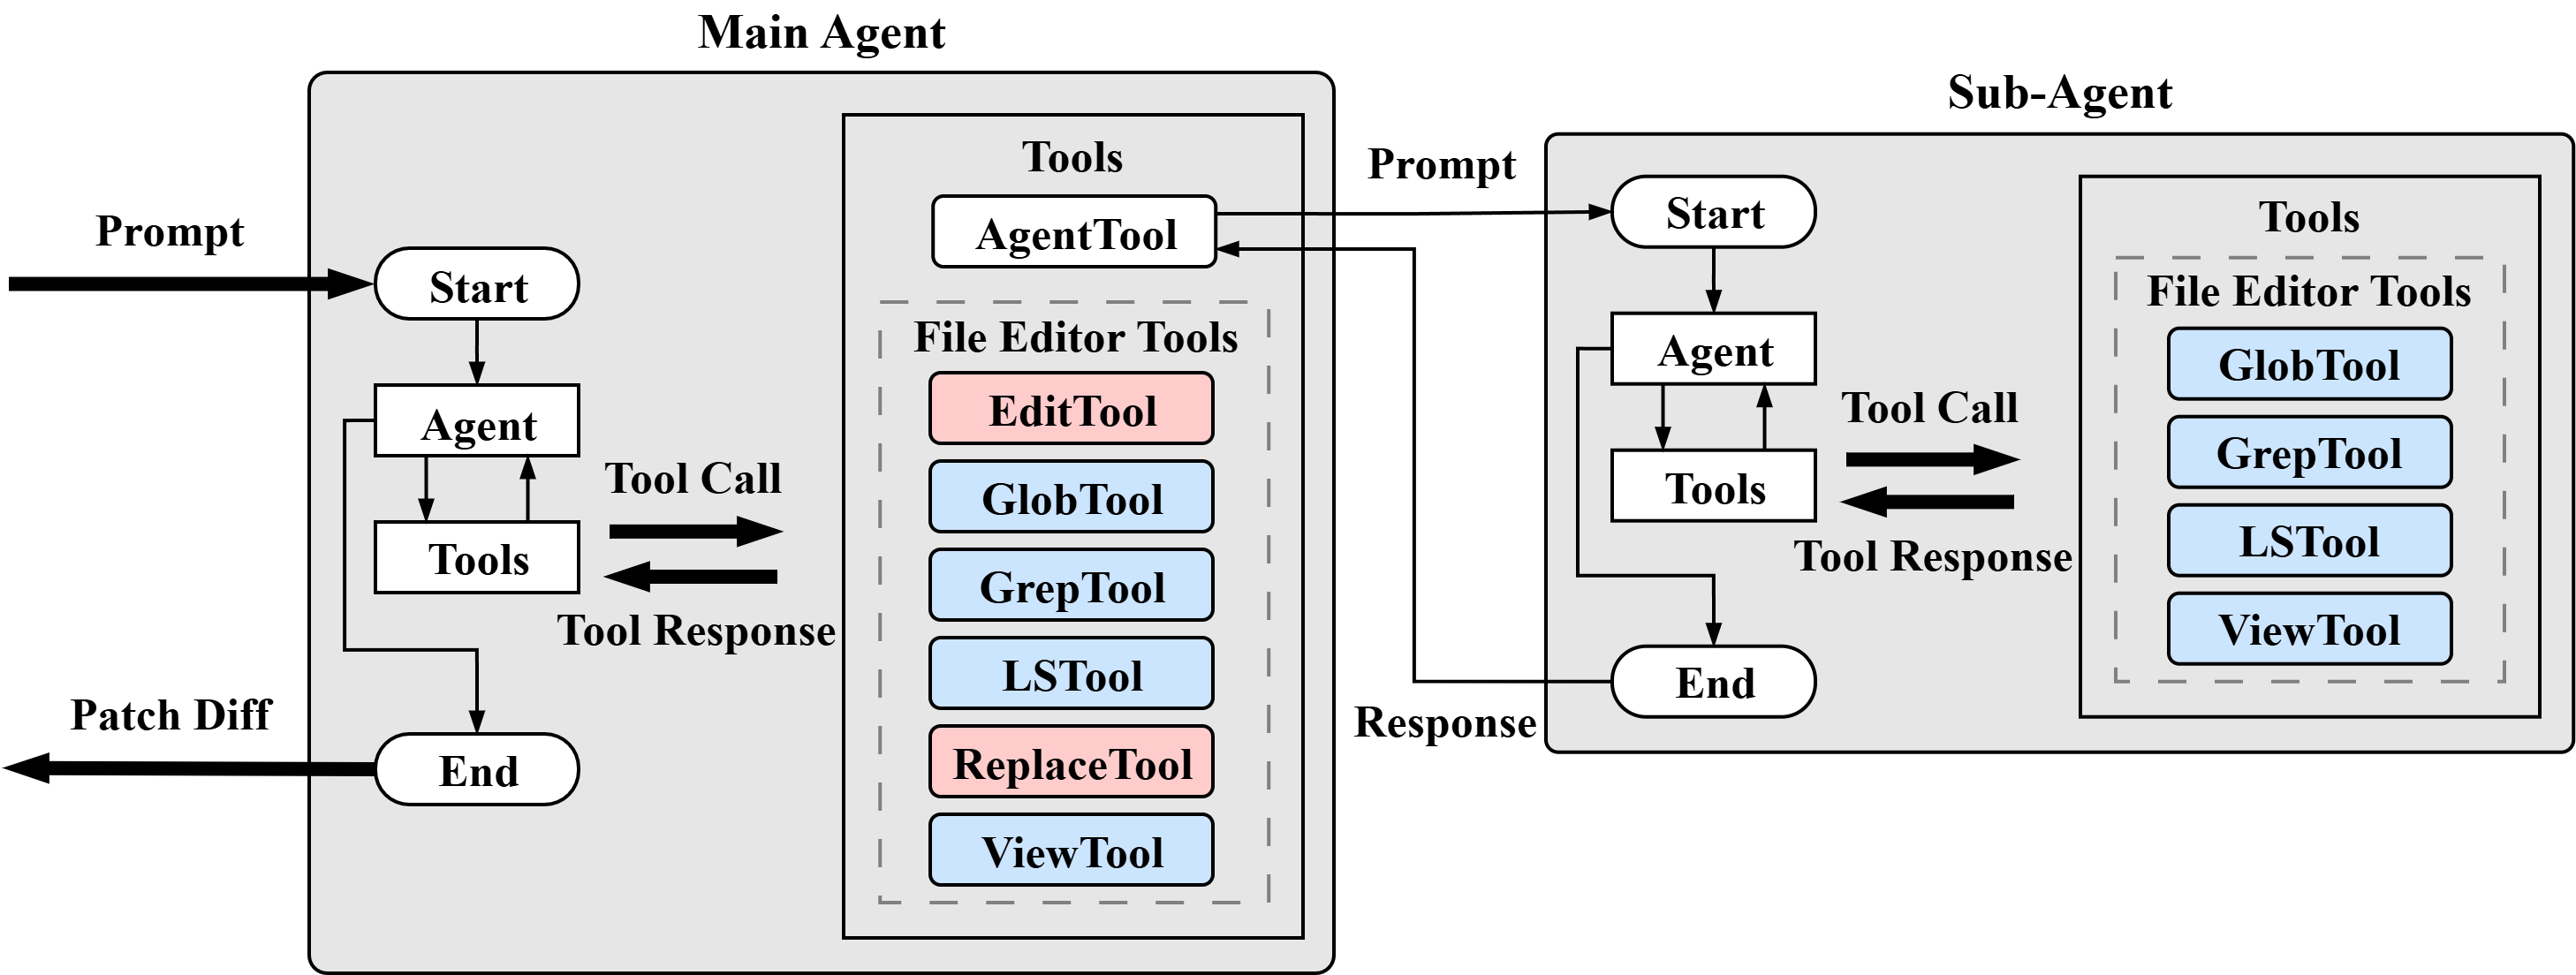 Main Agent
Prompt
Start
Agent
Tools
End
Patch Diff
Tool Call
Tool Response
Tools
AgentTool
File Editor Tools
EditTool
GlobTool
GrepTool
LSTool
ReplaceTool
ViewTool
Prompt
Response
Sub-Agent
Start
Agent
Tools
End
Tool Call
Tool Response
Tools
File Editor Tools
GlobTool
GrepTool
LSTool
ViewTool